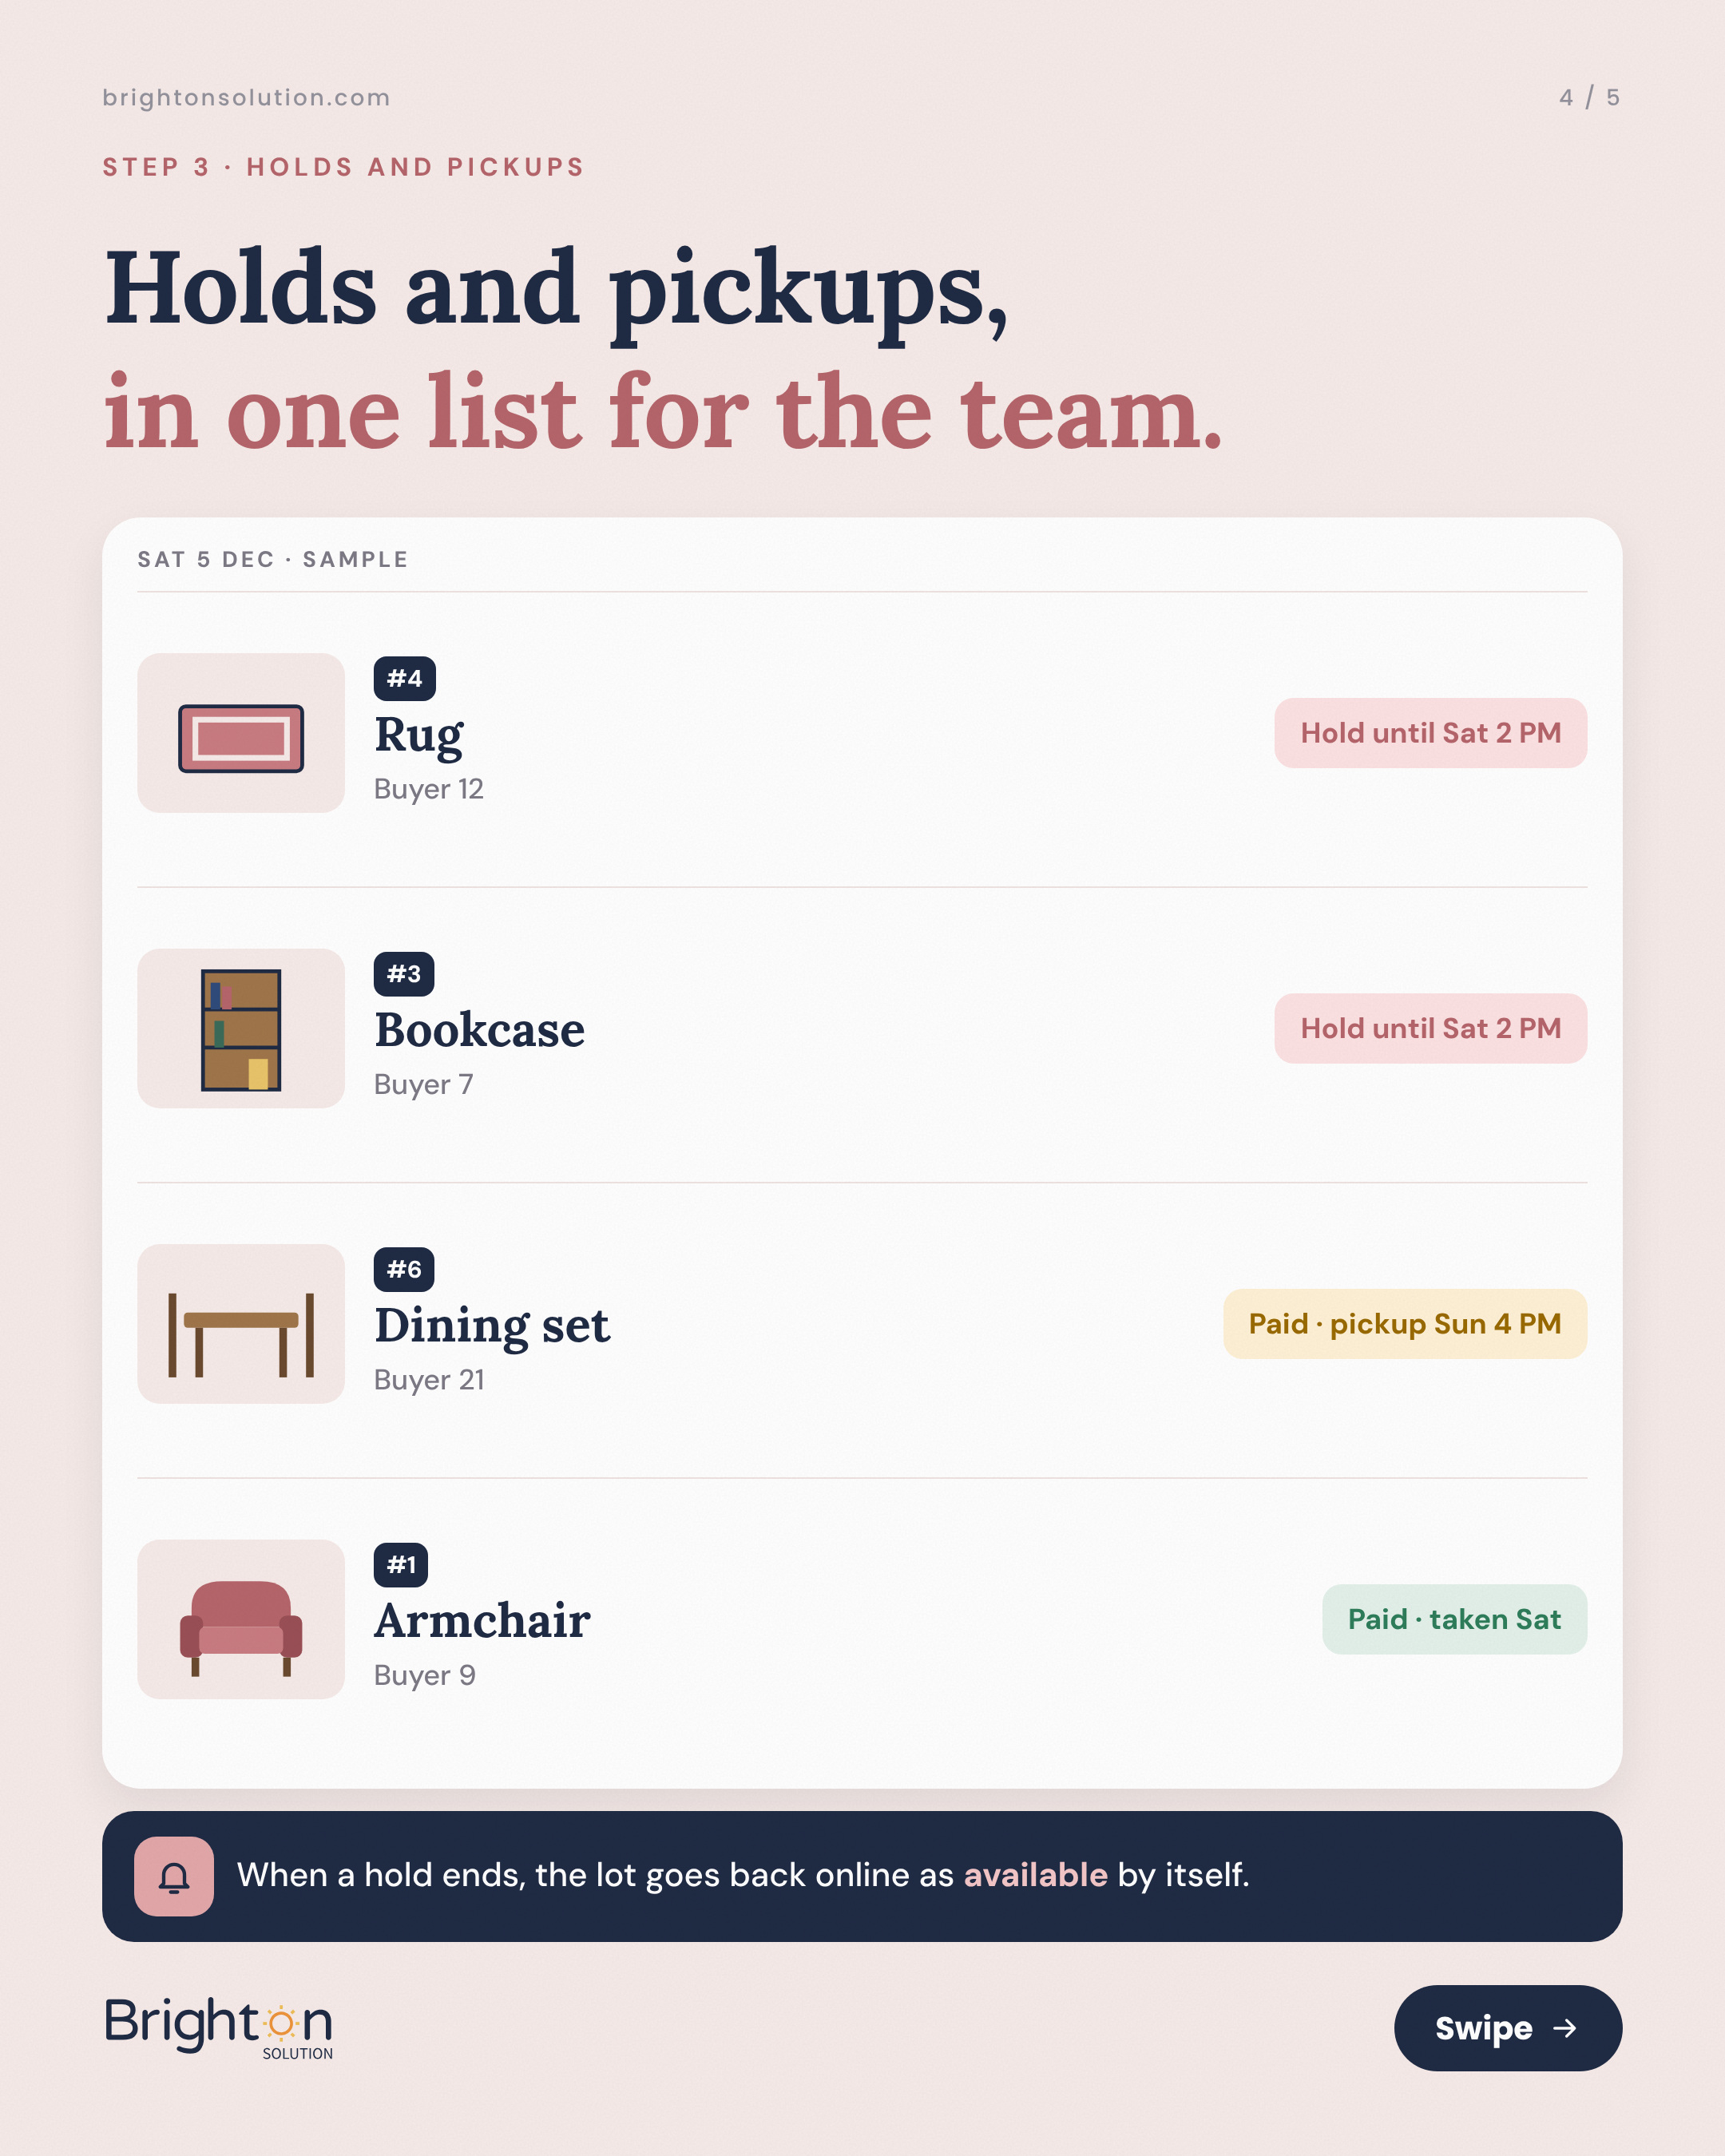 brightonsolution.com
4 / 5
STEP 3 · HOLDS AND PICKUPS
Holds and pickups,
in one list for the team.
SAT 5 DEC · SAMPLE
#4
Rug
Buyer 12
Hold until Sat 2 PM
#3
Bookcase
Buyer 7
Hold until Sat 2 PM
#6
Dining set
Buyer 21
Paid · pickup Sun 4 PM
#1
Armchair
Buyer 9
Paid · taken Sat
When a hold ends, the lot goes back online as available by itself.
Brighton
SOLUTION
Swipe →